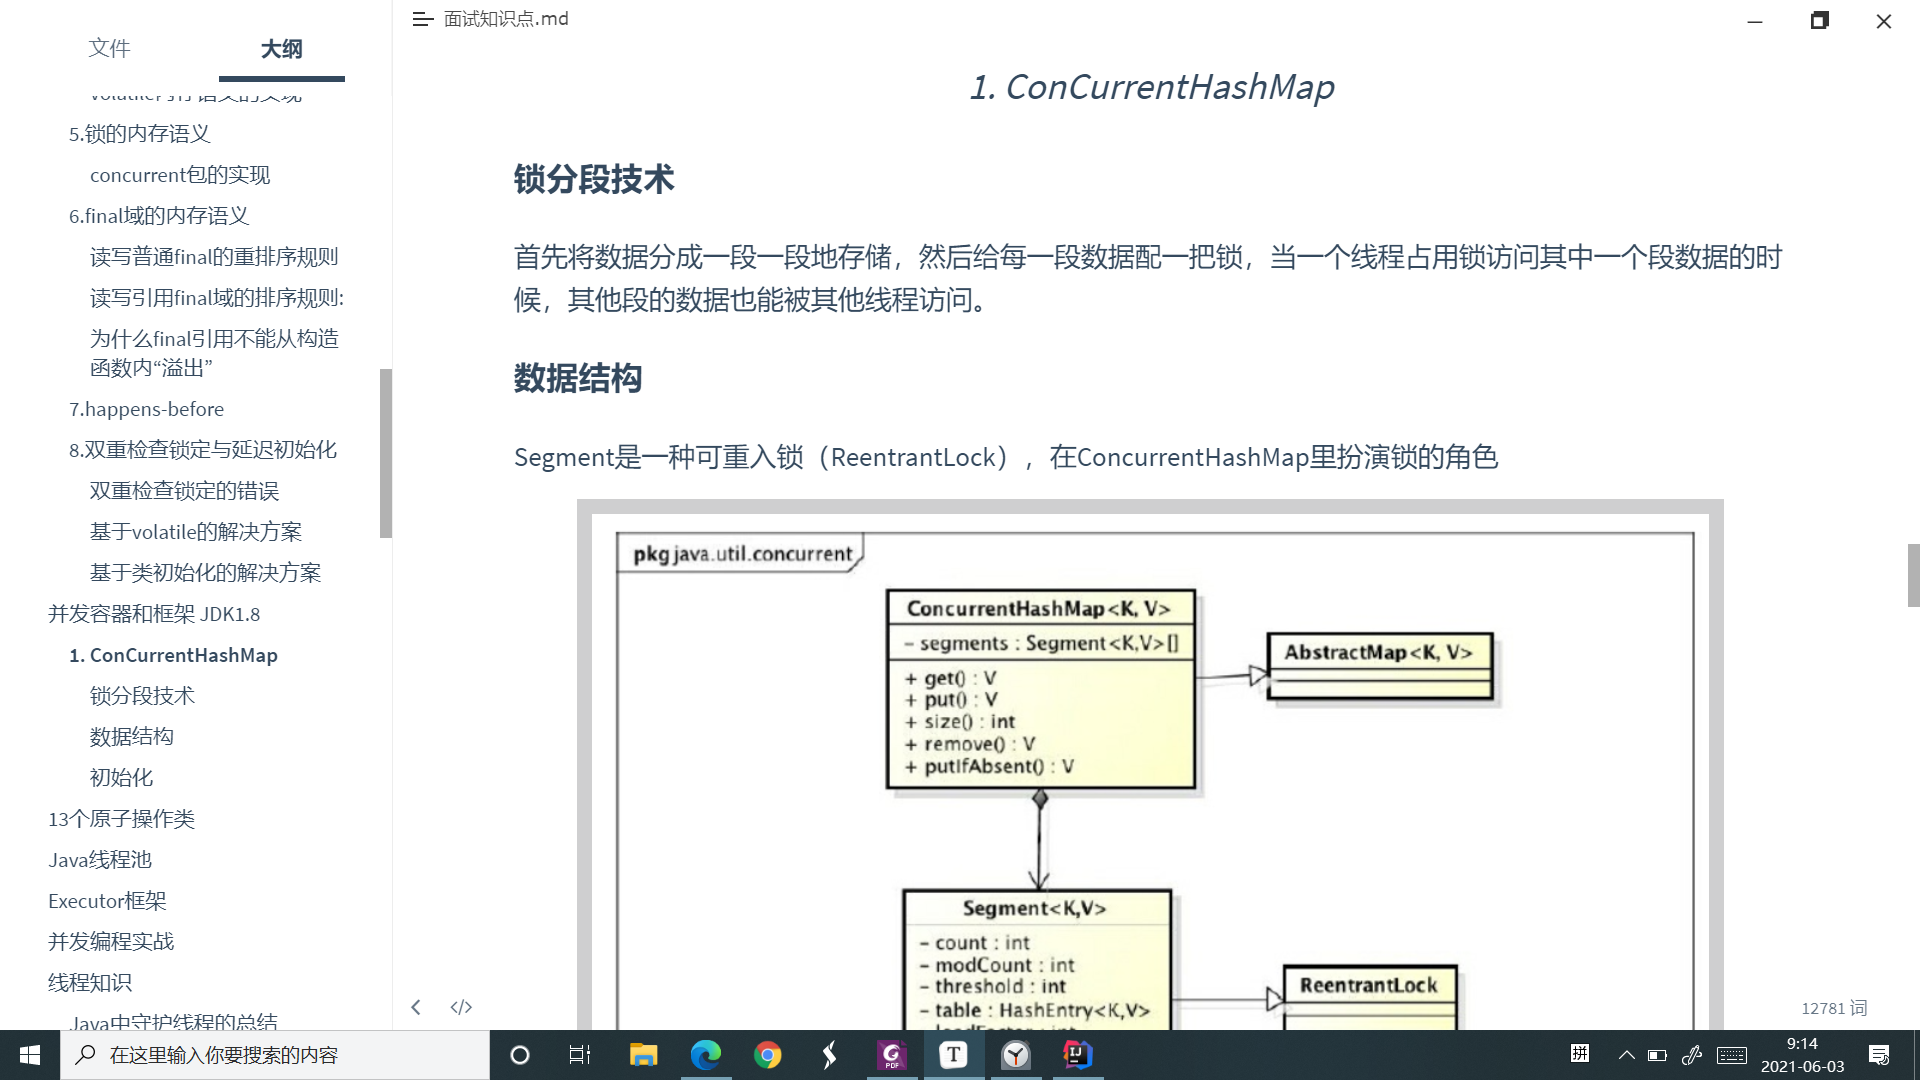 文件
大纲
5.锁的内存语义
concurrent包的实现
6.final域的内存语义
读写普通final的重排序规则
读写引用final域的排序规则:
为什么final引用不能从构造
函数内“溢出”
7.happens-before
8.双重检查锁定与延迟初始化
双重检查锁定的错误
基于volatile的解决方案
基于类初始化的解决方案
并发容器和框架 JDK1.8
1. ConCurrentHashMap
锁分段技术
数据结构
初始化
13个原子操作类
Java线程池
Executor框架
并发编程实战
线程知识
Java中守护线程的总结
面试知识点.md
1. ConCurrentHashMap
锁分段技术
首先将数据分成一段一段地存储，然后给每一段数据配一把锁，当一个线程占用锁访问其中一个段数据的时
候，其他段的数据也能被其他线程访问。
数据结构
Segment是一种可重入锁（ReentrantLock），在ConcurrentHashMap里扮演锁的角色
pkg java.util.concurrent
ConcurrentHashMap<K, V>
- segments : Segment<K,V>[]
+ get() : V
+ put() : V
+ size() : int
+ remove() : V
+ putIfAbsent() : V
AbstractMap<K, V>
Segment<K,V>
- count : int
- modCount : int
- threshold : int
- table : HashEntry<K,V>
ReentrantLock
</>
12781 词
在这里输入你要搜索的内容
PDF
T
IJ
拼
9:14
2021-06-03